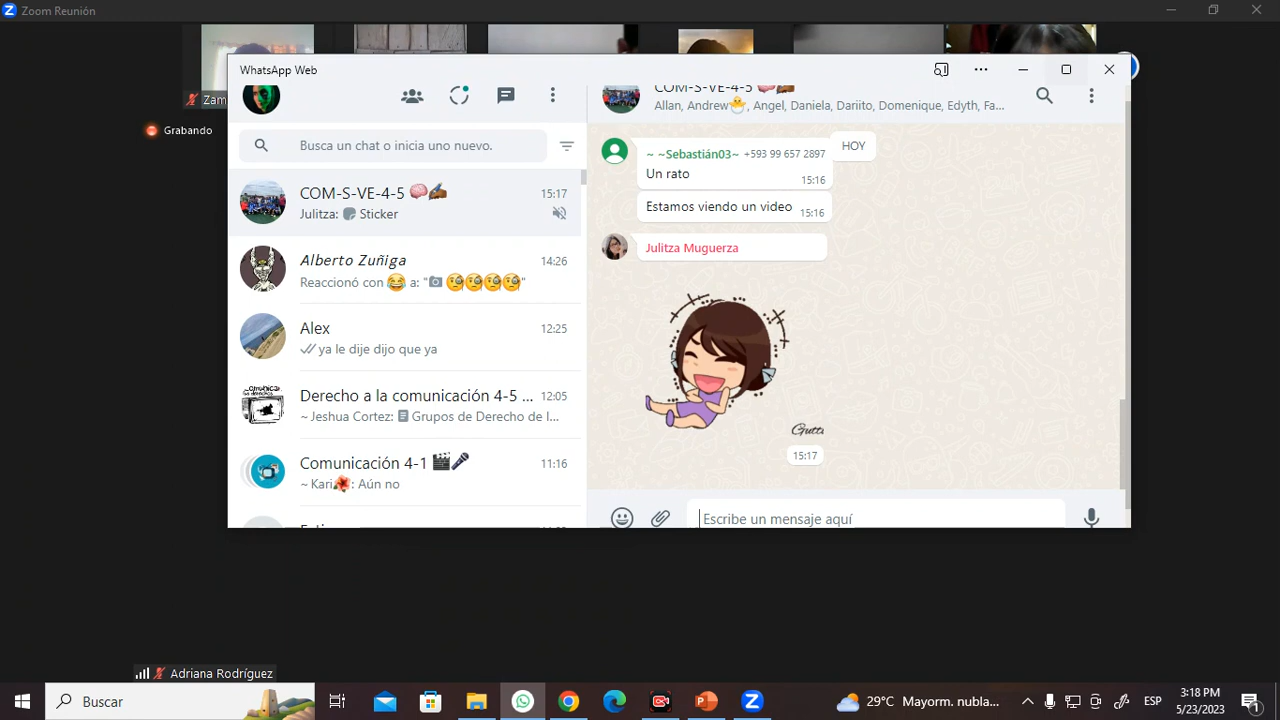 Zoom Reunión
Zam
Grabando
WhatsApp Web
Busca un chat o inicia uno nuevo.
COM-S-VE-4-5 🧠✍️ 15:17
Julitza: Sticker
Alberto Zuñiga 14:26
Reaccionó con 😂 a: "📷 🧐🧐🧐🧐"
Alex 12:25
ya le dije dijo que ya
Derecho a la comunicación 4-5 ... 12:05
~ Jeshua Cortez: Grupos de Derecho de l...
Comunicación 4-1 🎬🎤 11:16
~ Kari🌺: Aún no
COM-S-VE-4-5 🧠✍️
Allan, Andrew🐣, Angel, Daniela, Dariito, Domenique, Edyth, Fa...
HOY
~ ~Sebastián03~ +593 99 657 2897
Un rato 15:16
Estamos viendo un video 15:16
Julitza Muguerza
Gutti
15:17
Escribe un mensaje aquí
Adriana Rodríguez
Buscar
29°C Mayorm. nubla...
ESP
3:18 PM
5/23/2023
1